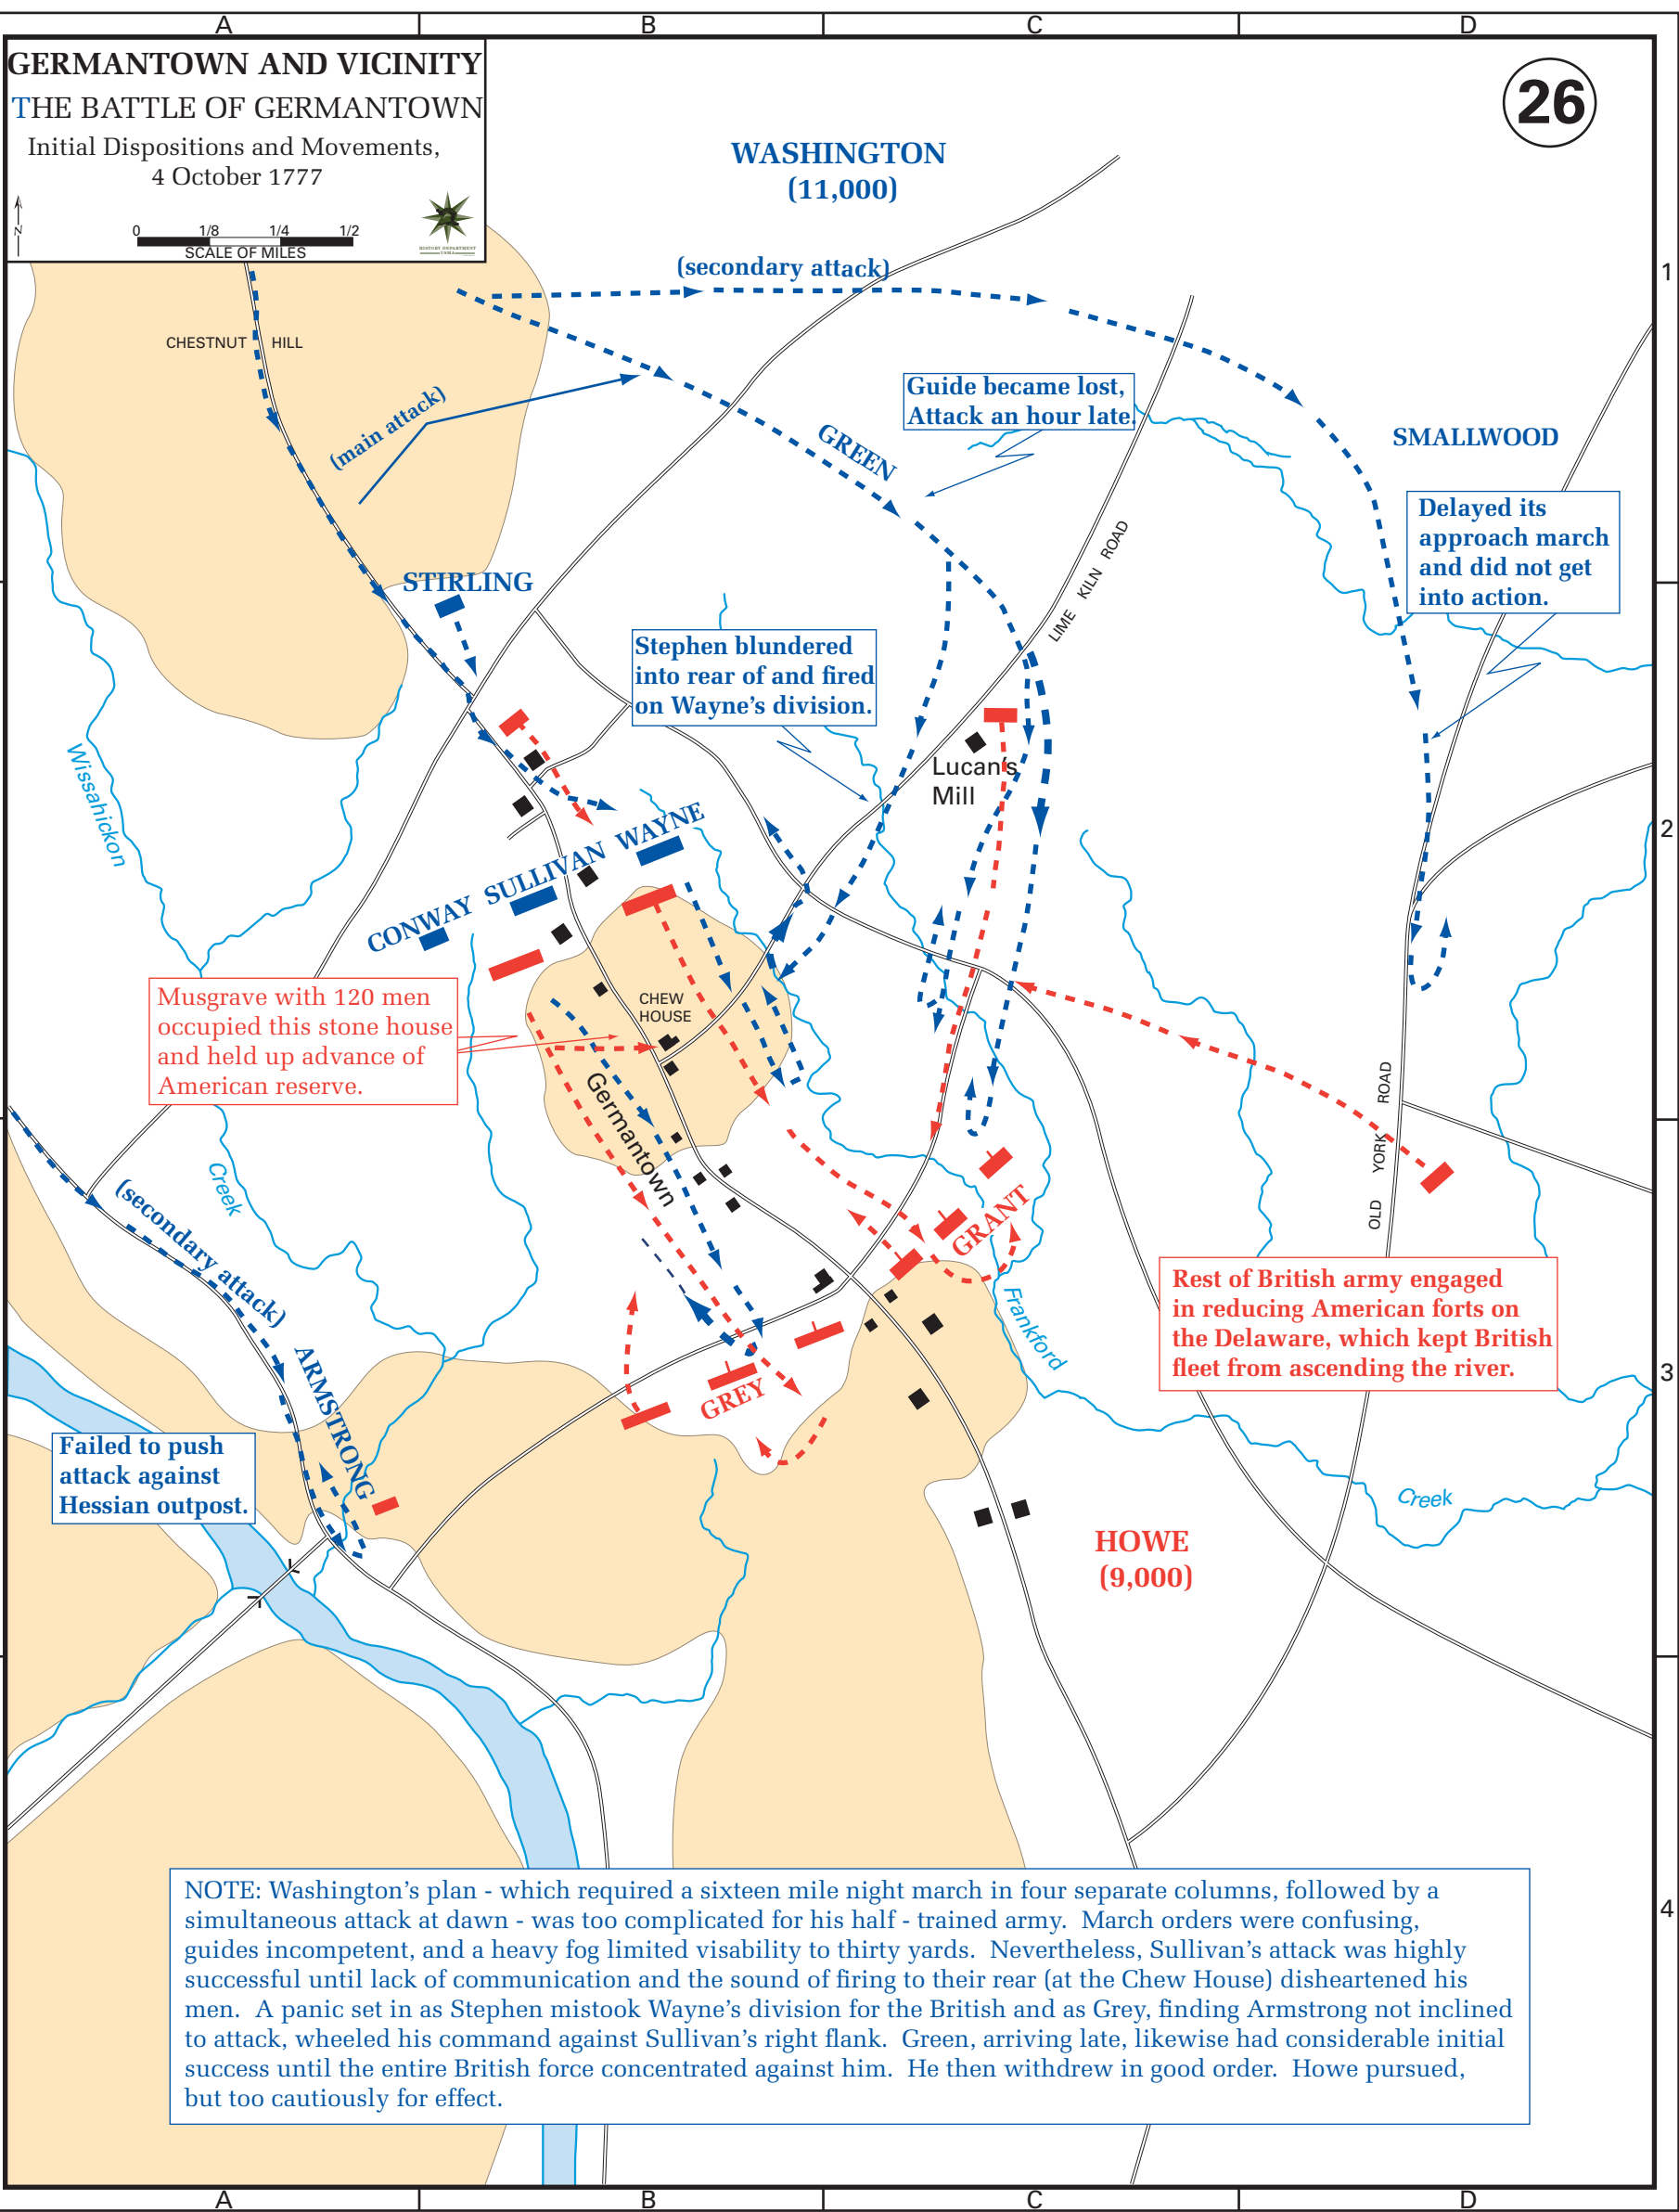 A B C D
GERMANTOWN AND VICINITY
THE BATTLE OF GERMANTOWN
Initial Dispositions and Movements,
4 October 1777
N
0 1/8 1/4 1/2
SCALE OF MILES
HISTORY DEPARTMENT
26
WASHINGTON
(11,000)
(secondary attack)
1
CHESTNUT HILL
(main attack)
Guide became lost,
Attack an hour late.
GREEN
SMALLWOOD
Delayed its
approach march
and did not get
into action.
STIRLING
LIME KILN ROAD
Stephen blundered
into rear of and fired
on Wayne's division.
Lucan's
Mill
Wissahickon
2
CONWAY SULLIVAN WAYNE
Musgrave with 120 men
occupied this stone house
and held up advance of
American reserve.
CHEW
HOUSE
Germantown
OLD YORK ROAD
Creek
(secondary attack)
GRANT
Frankford
Rest of British army engaged
in reducing American forts on
the Delaware, which kept British
fleet from ascending the river.
3
ARMSTRONG
GREY
Failed to push
attack against
Hessian outpost.
Creek
HOWE
(9,000)
NOTE: Washington's plan - which required a sixteen mile night march in four separate columns, followed by a
simultaneous attack at dawn - was too complicated for his half - trained army. March orders were confusing,
guides incompetent, and a heavy fog limited visability to thirty yards. Nevertheless, Sullivan's attack was highly
successful until lack of communication and the sound of firing to their rear (at the Chew House) disheartened his
men. A panic set in as Stephen mistook Wayne's division for the British and as Grey, finding Armstrong not inclined
to attack, wheeled his command against Sullivan's right flank. Green, arriving late, likewise had considerable initial
success until the entire British force concentrated against him. He then withdrew in good order. Howe pursued,
but too cautiously for effect.
4
A B C D